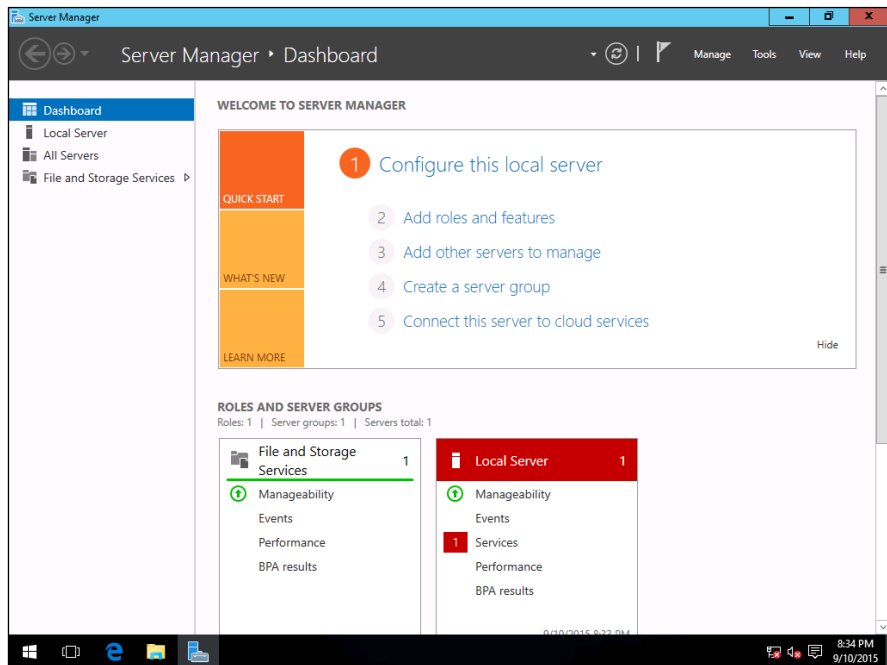 Server Manager
Server Manager ‣ Dashboard
Manage Tools View Help
Dashboard
Local Server
All Servers
File and Storage Services
WELCOME TO SERVER MANAGER
QUICK START
WHAT'S NEW
LEARN MORE
1 Configure this local server
2 Add roles and features
3 Add other servers to manage
4 Create a server group
5 Connect this server to cloud services
Hide
ROLES AND SERVER GROUPS
Roles: 1 | Server groups: 1 | Servers total: 1
File and Storage
Services
1
Manageability
Events
Performance
BPA results
Local Server 1
Manageability
Events
1 Services
Performance
BPA results
9/10/2015 8:33 PM
8:34 PM
9/10/2015